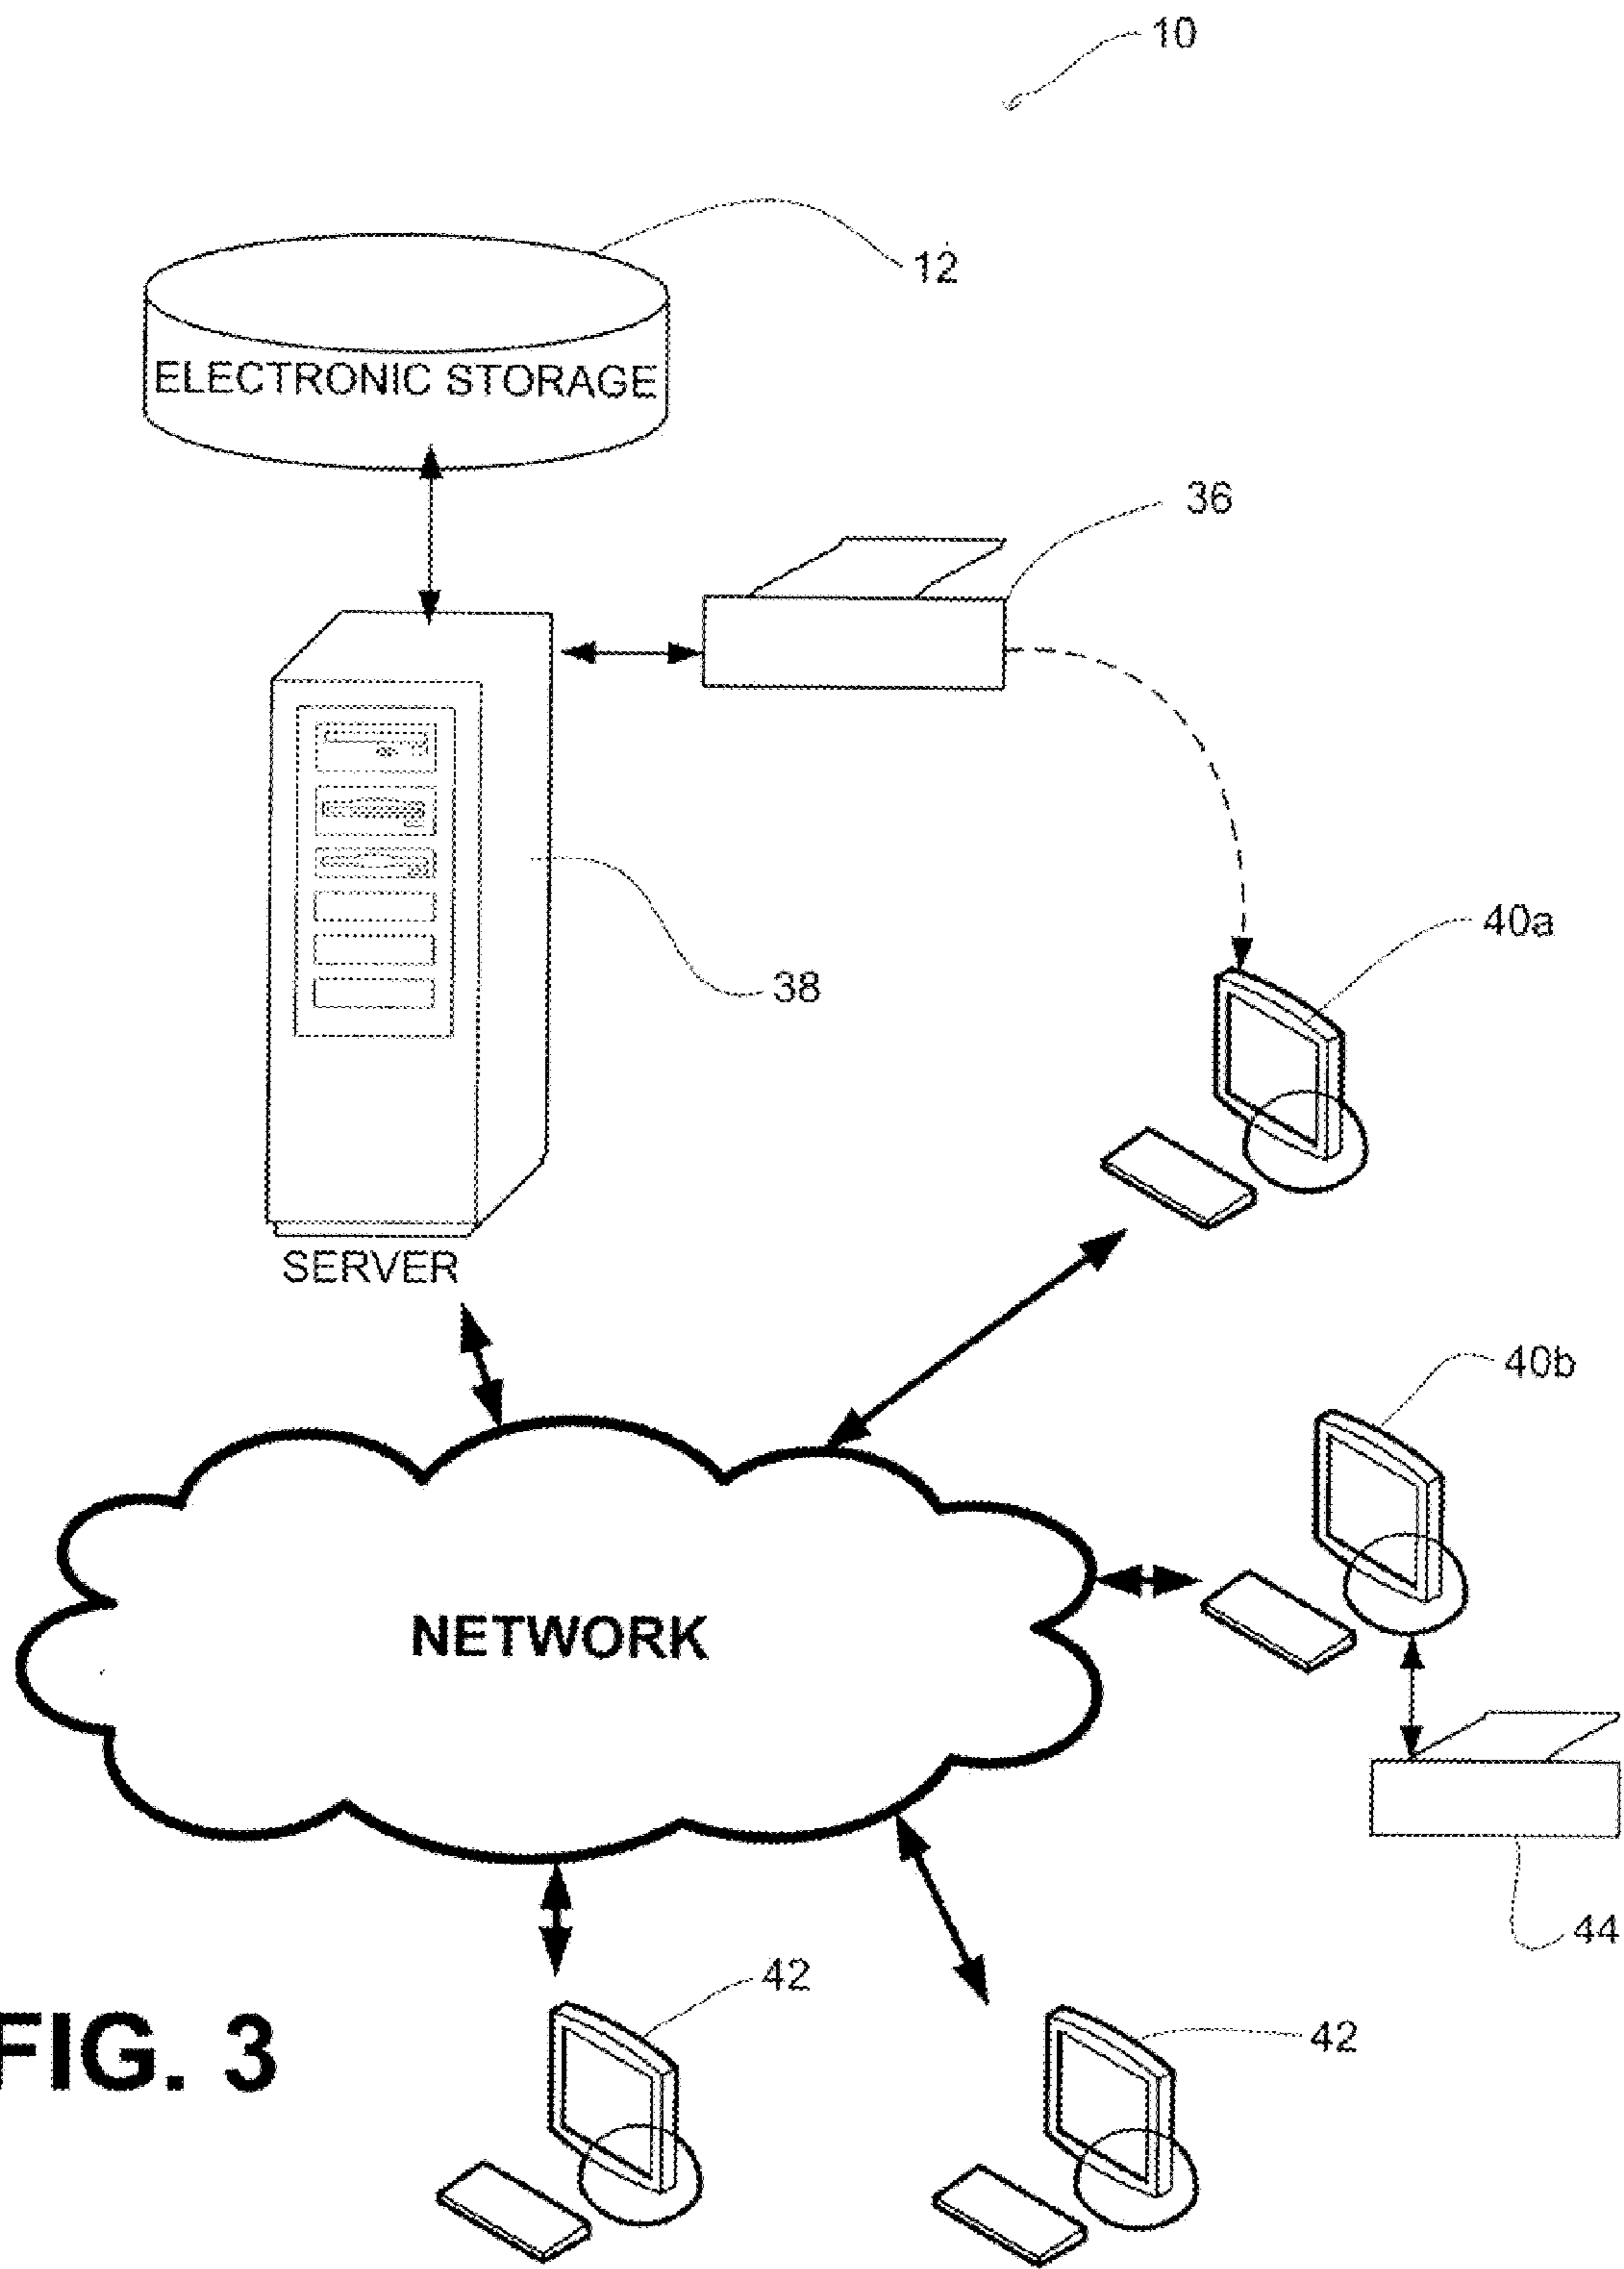 10
12
ELECTRONIC STORAGE
36
40a
38
SERVER
40b
NETWORK
44
42
FIG. 3
42